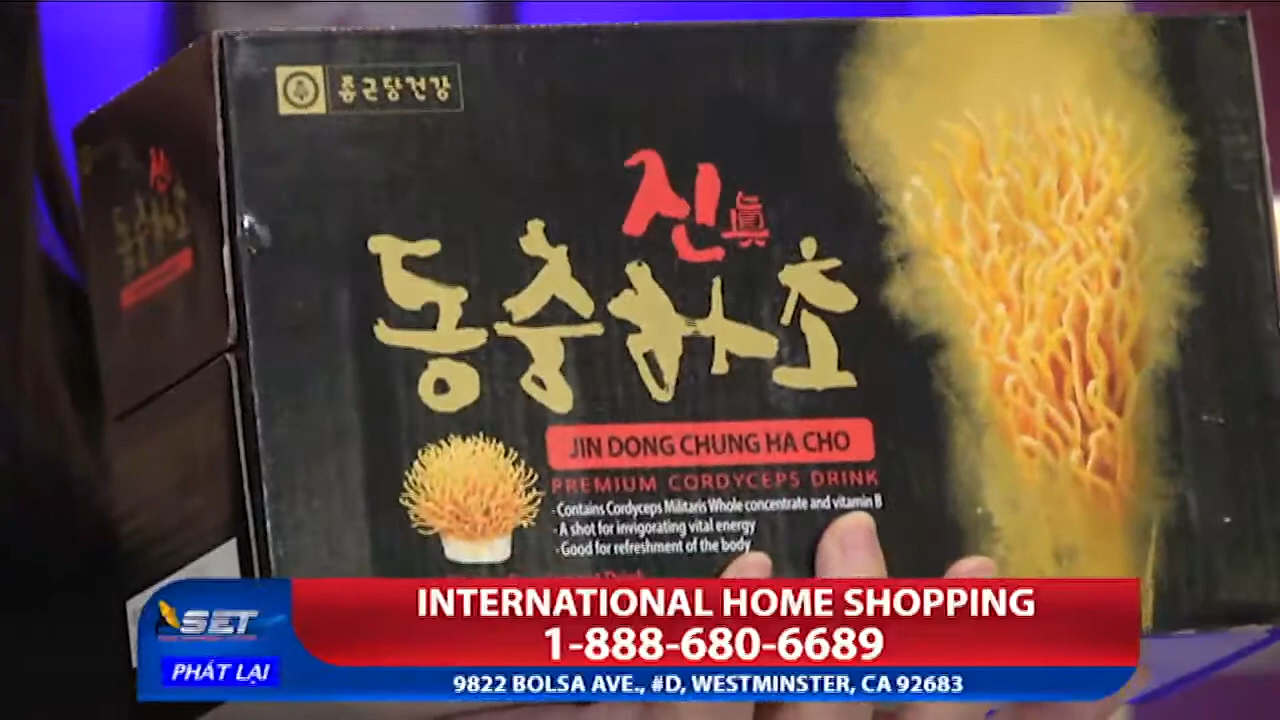 종근당건강
진 眞
동충하초
JIN DONG CHUNG HA CHO
PREMIUM CORDYCEPS DRINK
- Contains Cordyceps Militaris Whole concentrate and vitamin B
- A shot for invigorating vital energy
- Good for refreshment of the body
SET
PHÁT LẠI
INTERNATIONAL HOME SHOPPING
1-888-680-6689
9822 BOLSA AVE., #D, WESTMINSTER, CA 92683